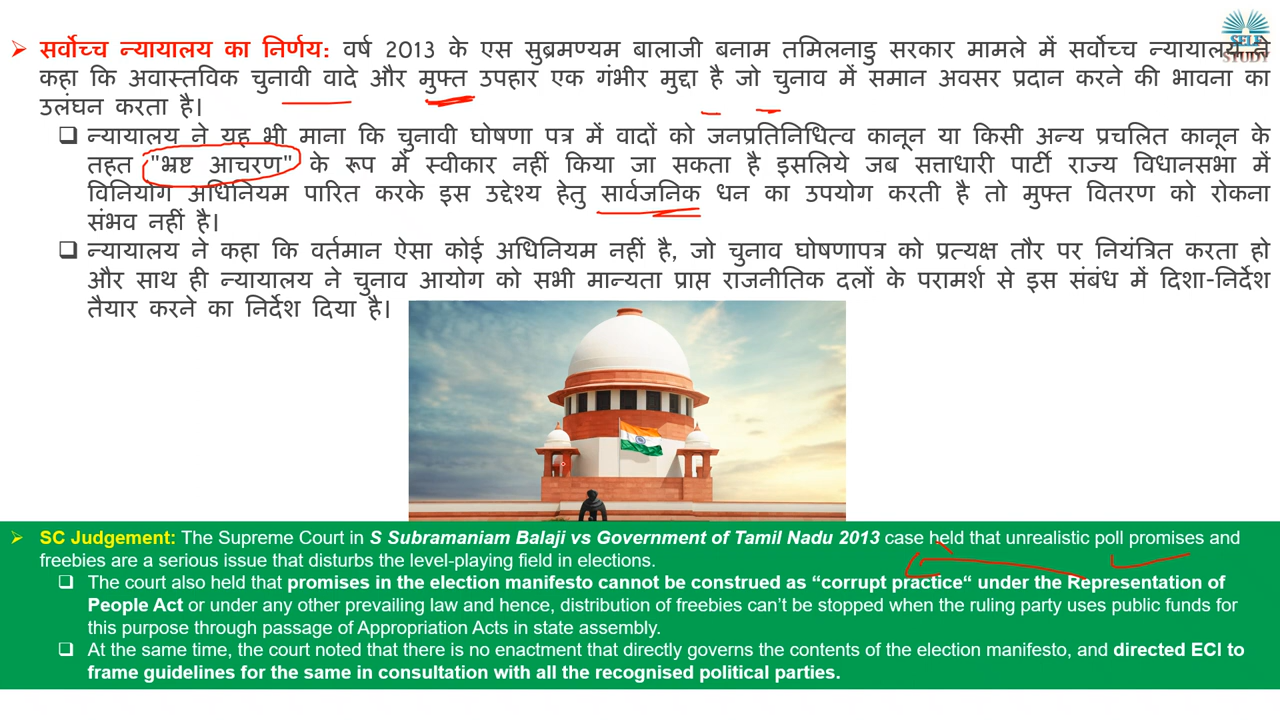 SELF
STUDY
➢ सर्वोच्च न्यायालय का निर्णय: वर्ष 2013 के एस सुब्रमण्यम बालाजी बनाम तमिलनाडु सरकार मामले में सर्वोच्च न्यायालय ने
कहा कि अवास्तविक चुनावी वादे और मुफ्त उपहार एक गंभीर मुद्दा है जो चुनाव में समान अवसर प्रदान करने की भावना का
उलंघन करता है।
❑ न्यायालय ने यह भी माना कि चुनावी घोषणा पत्र में वादों को जनप्रतिनिधित्व कानून या किसी अन्य प्रचलित कानून के
तहत "भ्रष्ट आचरण" के रूप में स्वीकार नहीं किया जा सकता है इसलिये जब सत्ताधारी पार्टी राज्य विधानसभा में
विनियोग अधिनियम पारित करके इस उद्देश्य हेतु सार्वजनिक धन का उपयोग करती है तो मुफ्त वितरण को रोकना
संभव नहीं है।
❑ न्यायालय ने कहा कि वर्तमान ऐसा कोई अधिनियम नहीं है, जो चुनाव घोषणापत्र को प्रत्यक्ष तौर पर नियंत्रित करता हो
और साथ ही न्यायालय ने चुनाव आयोग को सभी मान्यता प्राप्त राजनीतिक दलों के परामर्श से इस संबंध में दिशा-निर्देश
तैयार करने का निर्देश दिया है।
➢ SC Judgement: The Supreme Court in S Subramaniam Balaji vs Government of Tamil Nadu 2013 case held that unrealistic poll promises and
freebies are a serious issue that disturbs the level-playing field in elections.
❑ The court also held that promises in the election manifesto cannot be construed as “corrupt practice“ under the Representation of
People Act or under any other prevailing law and hence, distribution of freebies can’t be stopped when the ruling party uses public funds for
this purpose through passage of Appropriation Acts in state assembly.
❑ At the same time, the court noted that there is no enactment that directly governs the contents of the election manifesto, and directed ECI to
frame guidelines for the same in consultation with all the recognised political parties.